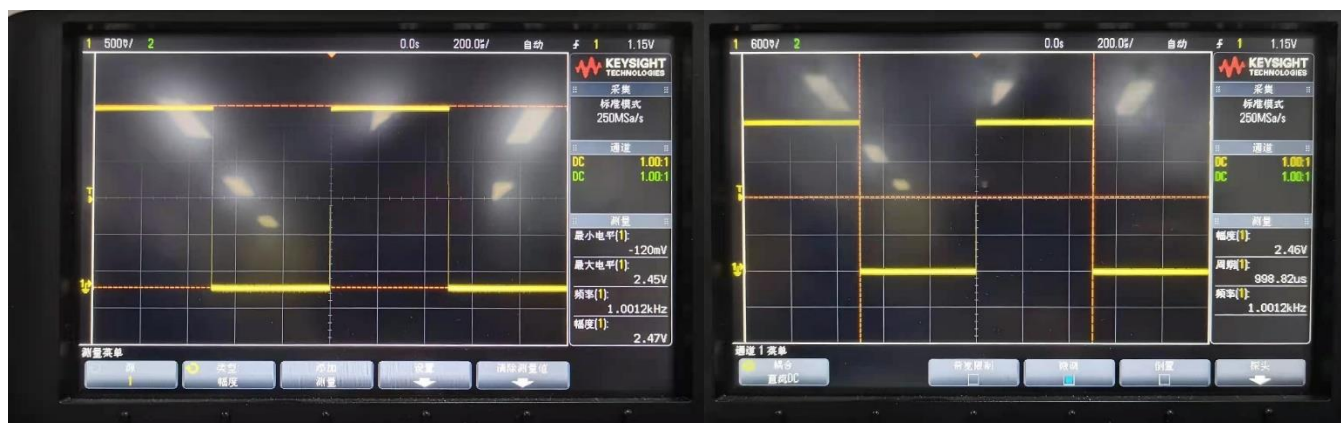 1 500▽/ 2 0.0s 200.0▽/ 自动 1 1.15V
KEYSIGHT
TECHNOLOGIES
采集
标准模式
250MSa/s
通道
DC 1.00:1
DC 1.00:1
测量
最小电平(1):
-120mV
最大电平(1):
2.45V
频率(1):
1.0012kHz
幅度(1):
2.47V
T
测量菜单
源
1
类型
幅度
添加
测量
设置
清除测量值
1 600▽/ 2 0.0s 200.0▽/ 自动 1 1.15V
KEYSIGHT
TECHNOLOGIES
采集
标准模式
250MSa/s
通道
DC 1.00:1
DC 1.00:1
测量
幅度(1):
2.46V
周期(1):
998.82us
频率(1):
1.0012kHz
T
通道 1 菜单
耦合
直流DC
带宽限制
微调
倒置
探头